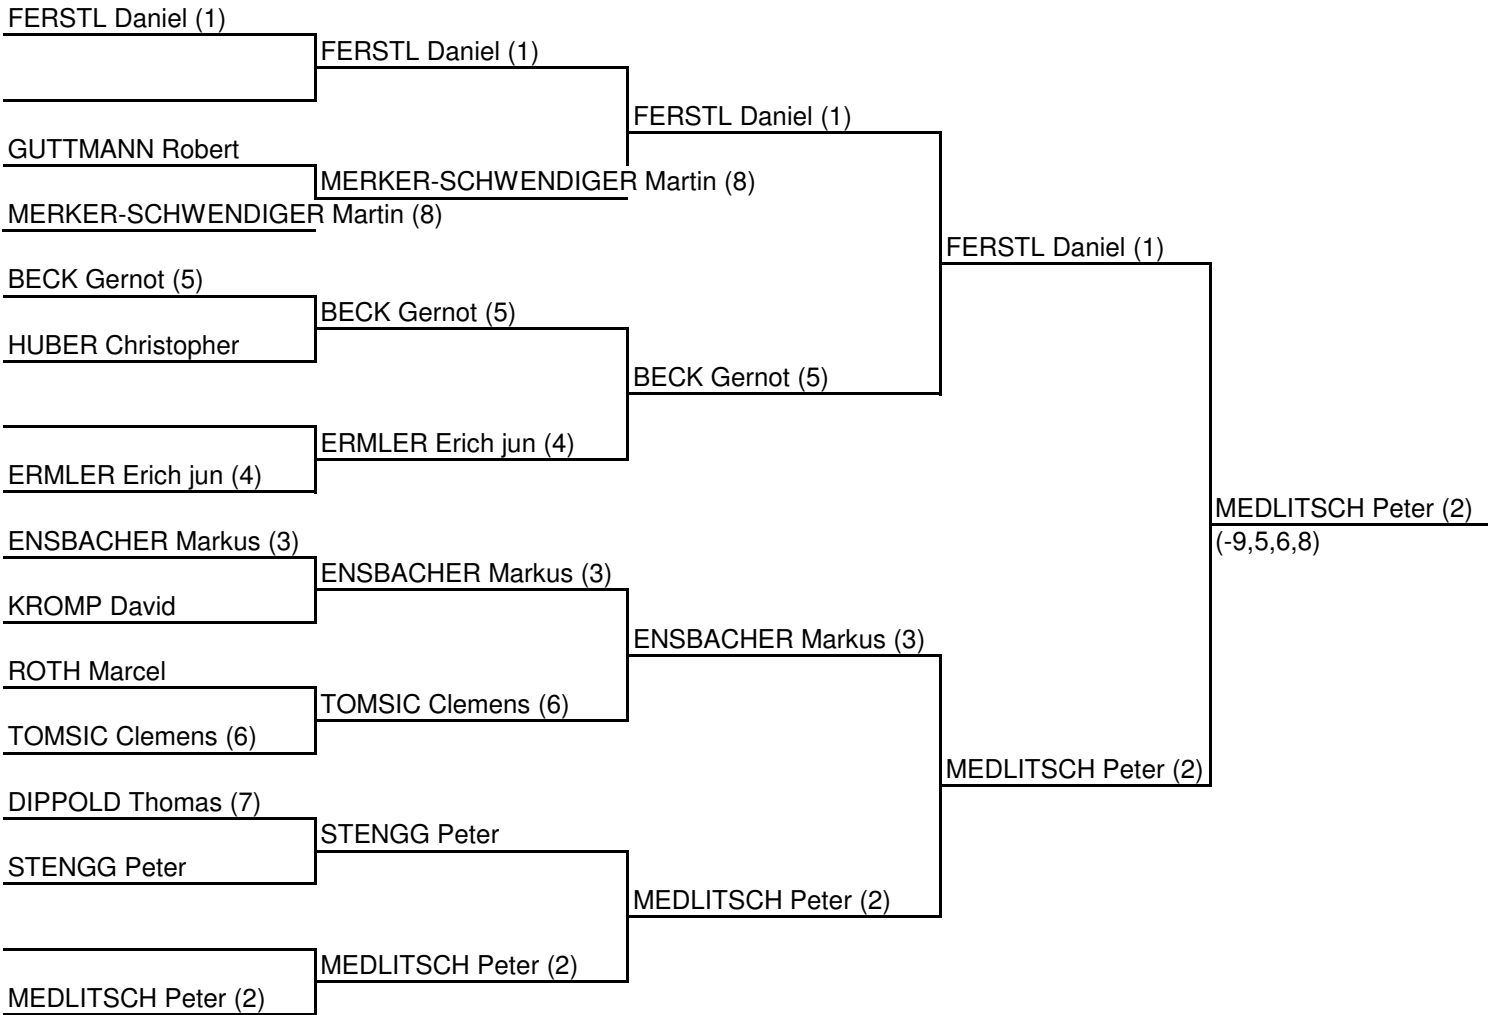 FERSTL Daniel (1)
GUTTMANN Robert
MERKER-SCHWENDIGER Martin (8)
BECK Gernot (5)
HUBER Christopher
ERMLER Erich jun (4)
ENSBACHER Markus (3)
KROMP David
ROTH Marcel
TOMSIC Clemens (6)
DIPPOLD Thomas (7)
STENGG Peter
MEDLITSCH Peter (2)
FERSTL Daniel (1)
MERKER-SCHWENDIGER Martin (8)
BECK Gernot (5)
ERMLER Erich jun (4)
ENSBACHER Markus (3)
TOMSIC Clemens (6)
STENGG Peter
MEDLITSCH Peter (2)
FERSTL Daniel (1)
BECK Gernot (5)
ENSBACHER Markus (3)
MEDLITSCH Peter (2)
FERSTL Daniel (1)
MEDLITSCH Peter (2)
MEDLITSCH Peter (2)
(-9,5,6,8)